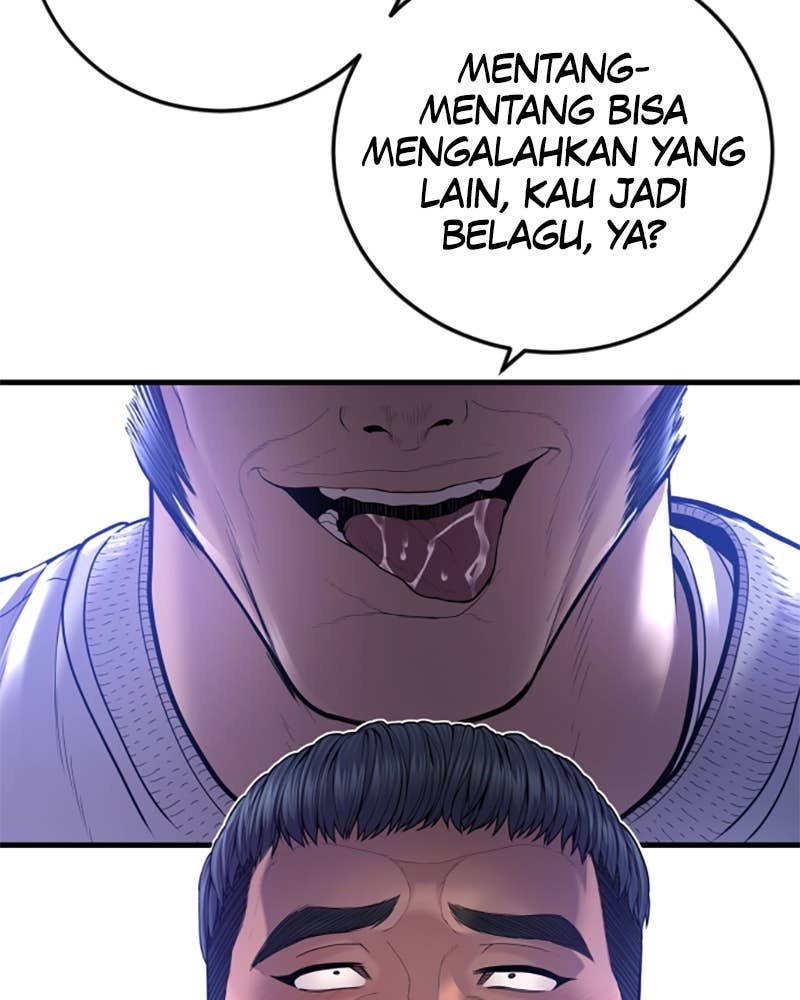 MENTANG-
MENTANG BISA
MENGALAHKAN YANG
LAIN, KAU JADI
BELAGU, YA?